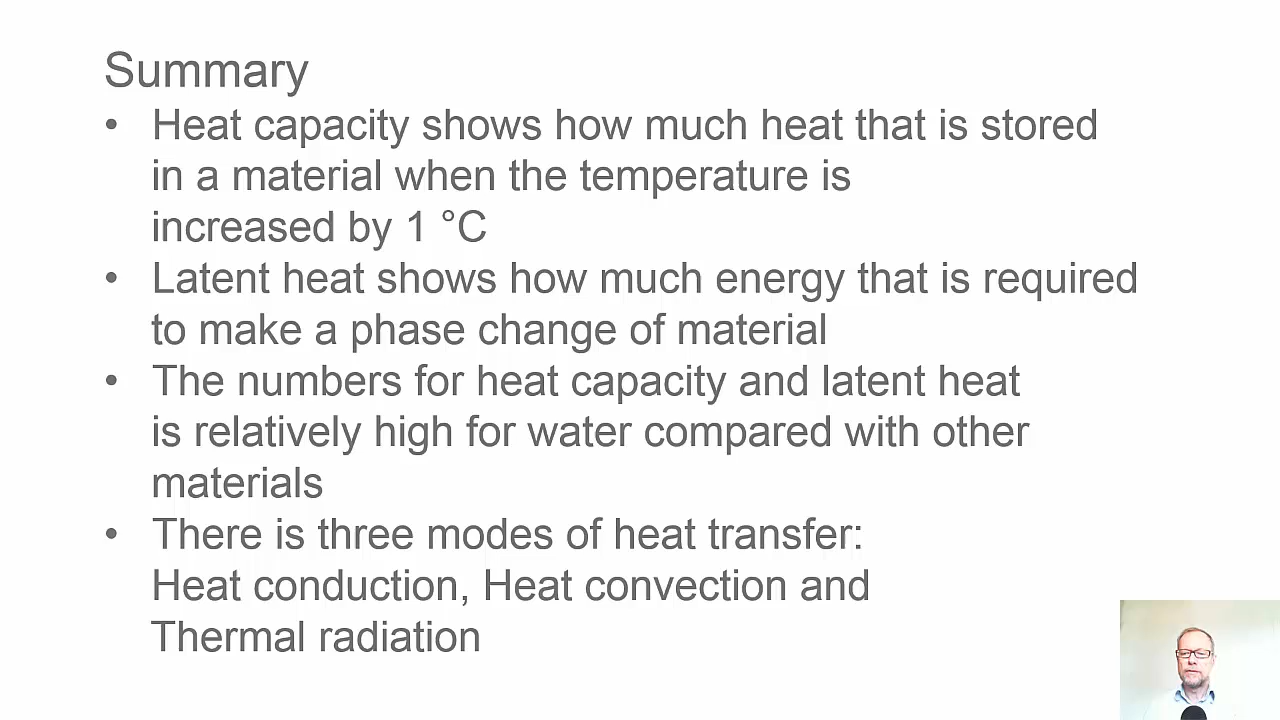 Summary
• Heat capacity shows how much heat that is stored
in a material when the temperature is
increased by 1 °C
• Latent heat shows how much energy that is required
to make a phase change of material
• The numbers for heat capacity and latent heat
is relatively high for water compared with other
materials
• There is three modes of heat transfer:
Heat conduction, Heat convection and
Thermal radiation